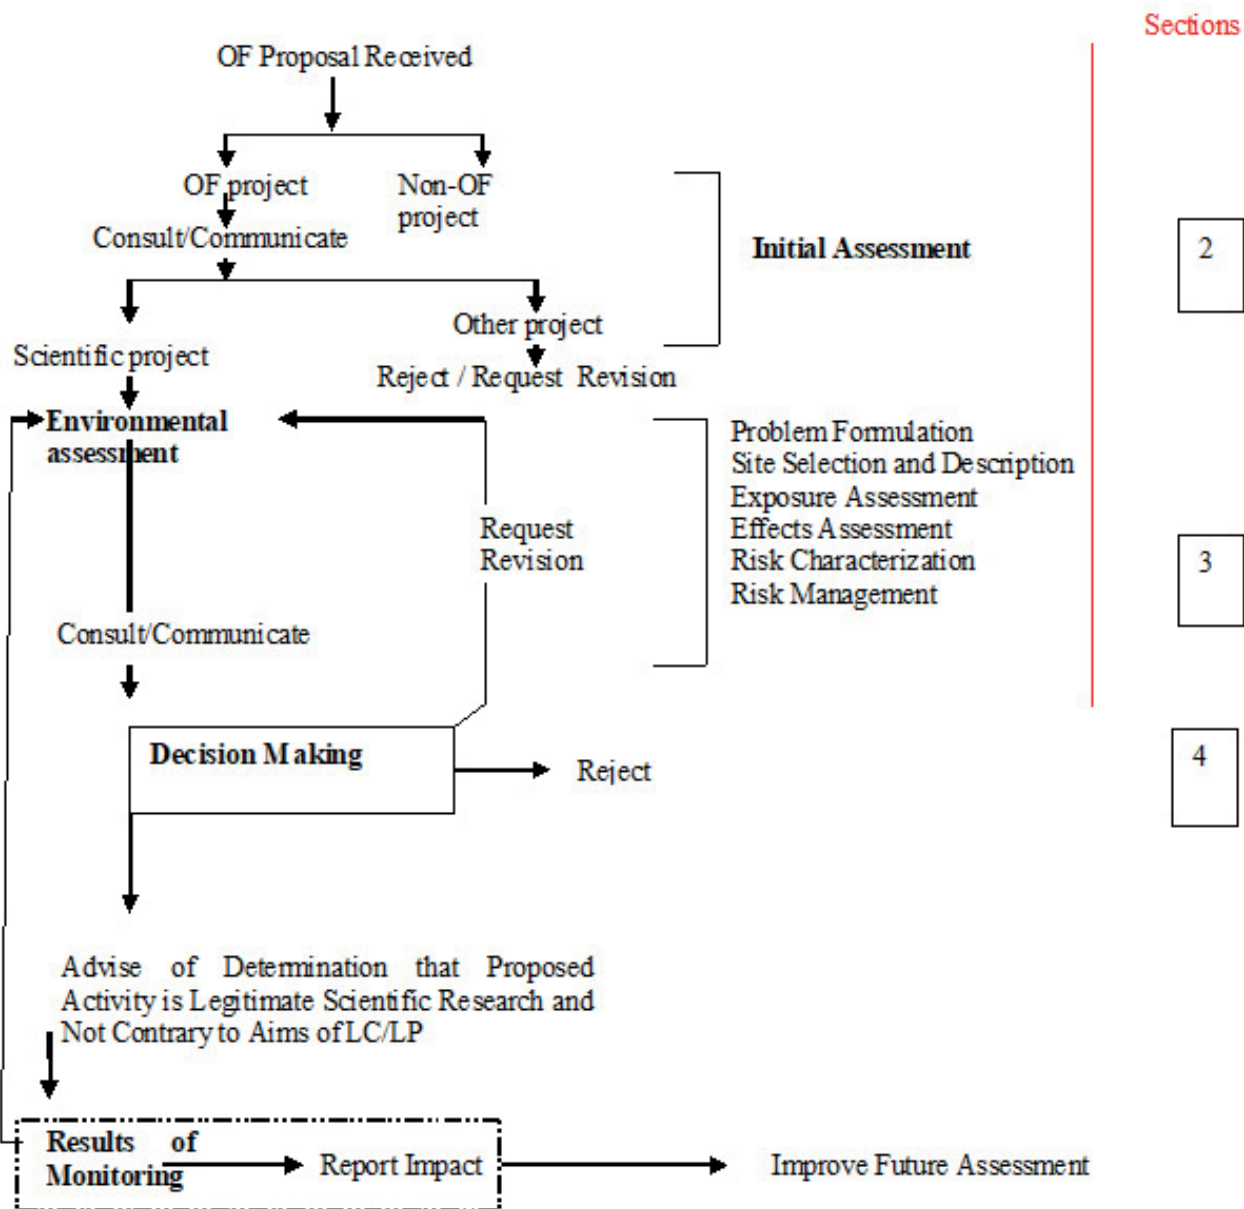 Sections
OF Proposal Received
OF project
Non-OF
project
Consult/Communicate
Initial Assessment
2
Other project
Scientific project
Reject / Request Revision
Environmental
assessment
Problem Formulation
Site Selection and Description
Exposure Assessment
Effects Assessment
Risk Characterization
Risk Management
Request
Revision
3
Consult/Communicate
Decision Making
Reject
4
Advise of Determination that Proposed
Activity is Legitimate Scientific Research and
Not Contrary to Aims of LC/LP
Results of
Monitoring
Report Impact
Improve Future Assessment